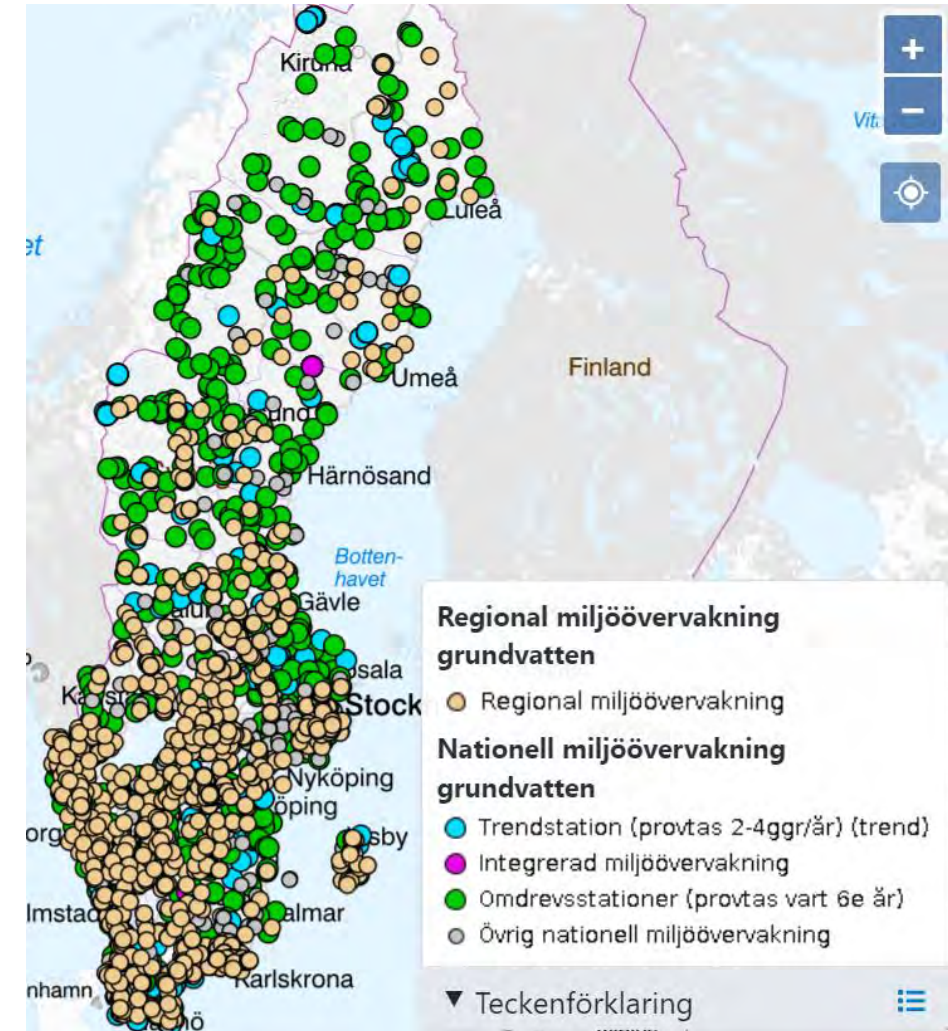 Kiruna
+
−
Luleå
Finland
Umeå
Härnösand
Botten-
havet
Gävle
Stock
Nyköping
öping
sby
almar
Karlskrona
nhamn
Regional miljöövervakning
grundvatten
Regional miljöövervakning
Nationell miljöövervakning
grundvatten
Trendstation (provtas 2-4ggr/år) (trend)
Integrerad miljöövervakning
Omdrevsstationer (provtas vart 6e år)
Övrig nationell miljöövervakning
▼ Teckenförklaring